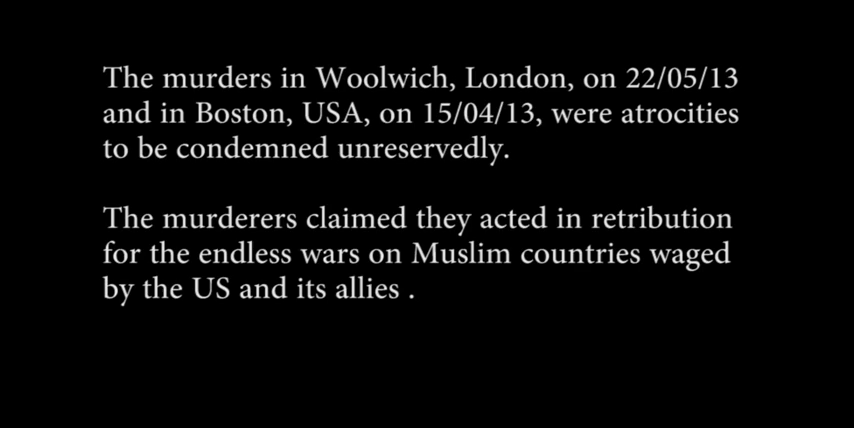 The murders in Woolwich, London, on 22/05/13
and in Boston, USA, on 15/04/13, were atrocities
to be condemned unreservedly.
The murderers claimed they acted in retribution
for the endless wars on Muslim countries waged
by the US and its allies .